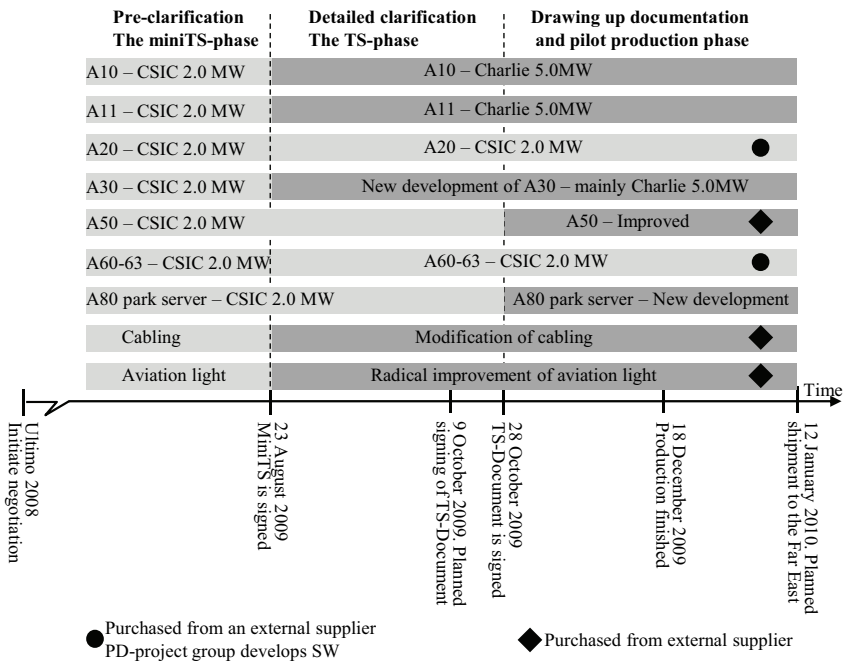 Pre-clarification
The miniTS-phase
Detailed clarification
The TS-phase
Drawing up documentation
and pilot production phase
A10 – CSIC 2.0 MW
A10 – Charlie 5.0MW
A11 – CSIC 2.0 MW
A11 – Charlie 5.0MW
A20 – CSIC 2.0 MW
A20 – CSIC 2.0 MW
A30 – CSIC 2.0 MW
New development of A30 – mainly Charlie 5.0MW
A50 – CSIC 2.0 MW
A50 – Improved
A60-63 – CSIC 2.0 MW
A60-63 – CSIC 2.0 MW
A80 park server – CSIC 2.0 MW
A80 park server – New development
Cabling
Modification of cabling
Aviation light
Radical improvement of aviation light
Time
Ultimo 2008
Initiate negotiation
23 August 2009
MiniTS is signed
9 October 2009. Planned
signing of TS-Document
28 October 2009
TS-Document is signed
18 December 2009
Production finished
12 January 2010. Planned
shipment to the Far East
Purchased from an external supplier
PD-project group develops SW
Purchased from external supplier